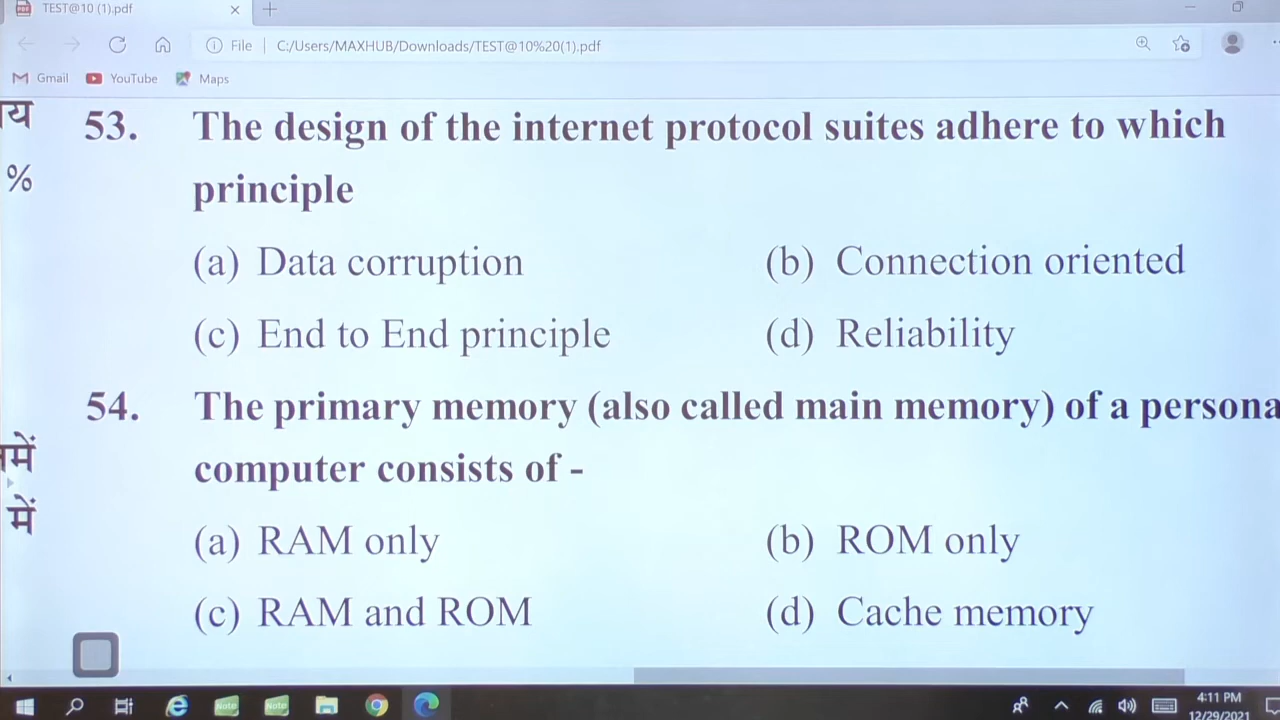 TEST@10 (1).pdf
File | C:/Users/MAXHUB/Downloads/TEST@10%20(1).pdf
Gmail YouTube Maps
%
में
53. The design of the internet protocol suites adhere to which
principle
(a) Data corruption (b) Connection oriented
(c) End to End principle (d) Reliability
54. The primary memory (also called main memory) of a persona
computer consists of -
(a) RAM only (b) ROM only
(c) RAM and ROM (d) Cache memory
Note Note
4:11 PM
12/29/2021